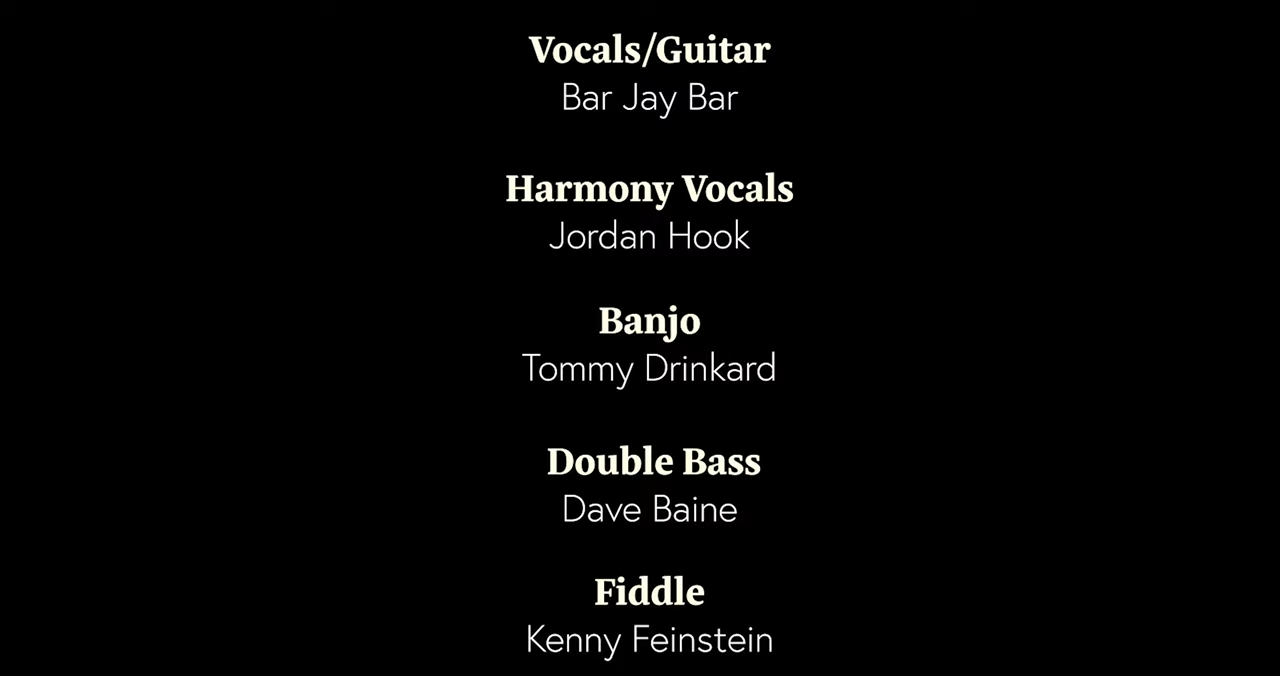 Vocals/Guitar
Bar Jay Bar
Harmony Vocals
Jordan Hook
Banjo
Tommy Drinkard
Double Bass
Dave Baine
Fiddle
Kenny Feinstein